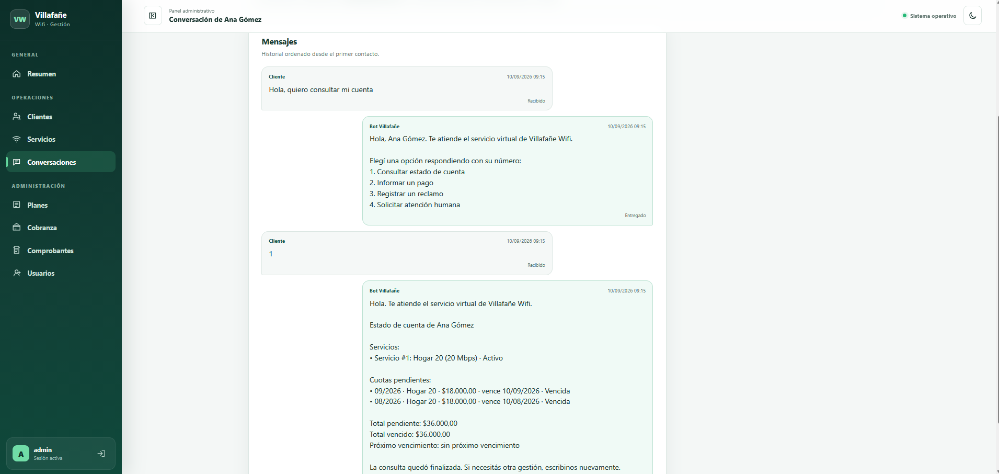 VW
Villafañe
Wifi · Gestión
GENERAL
Resumen
OPERACIONES
Clientes
Servicios
Conversaciones
ADMINISTRACIÓN
Planes
Cobranza
Comprobantes
Usuarios
A
admin
Sesión activa
Panel administrativo
Conversación de Ana Gómez
Sistema operativo
Mensajes
Historial ordenado desde el primer contacto.
Cliente 10/09/2026 09:15
Hola, quiero consultar mi cuenta
Recibido
Bot Villafañe 10/09/2026 09:15
Hola, Ana Gómez. Te atiende el servicio virtual de Villafañe Wifi.
Elegí una opción respondiendo con su número:
1. Consultar estado de cuenta
2. Informar un pago
3. Registrar un reclamo
4. Solicitar atención humana
Entregado
Cliente 10/09/2026 09:15
1
Recibido
Bot Villafañe 10/09/2026 09:15
Hola. Te atiende el servicio virtual de Villafañe Wifi.
Estado de cuenta de Ana Gómez
Servicios:
• Servicio #1: Hogar 20 (20 Mbps) · Activo
Cuotas pendientes:
• 09/2026 · Hogar 20 · $18.000,00 · vence 10/09/2026 · Vencida
• 08/2026 · Hogar 20 · $18.000,00 · vence 10/08/2026 · Vencida
Total pendiente: $36.000,00
Total vencido: $36.000,00
Próximo vencimiento: sin próximo vencimiento
La consulta quedó finalizada. Si necesitás otra gestión, escribinos nuevamente.